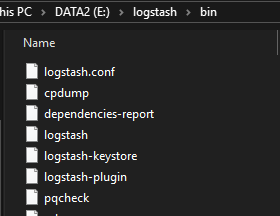 his PC > DATA2 (E:) > logstash > bin
Name
logstash.conf
cpdump
dependencies-report
logstash
logstash-keystore
logstash-plugin
pqcheck